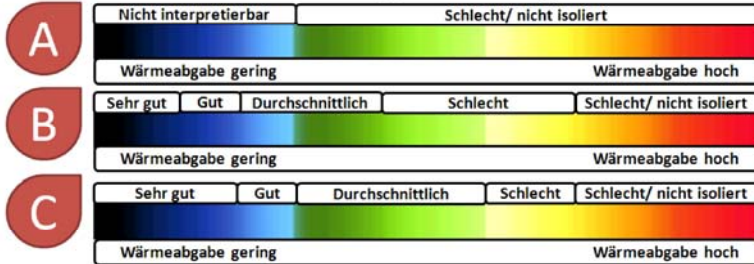 A
Nicht interpretierbar Schlecht/ nicht isoliert
Wärmeabgabe gering Wärmeabgabe hoch
B
Sehr gut Gut Durchschnittlich Schlecht Schlecht/ nicht isoliert
Wärmeabgabe gering Wärmeabgabe hoch
C
Sehr gut Gut Durchschnittlich Schlecht Schlecht/ nicht isoliert
Wärmeabgabe gering Wärmeabgabe hoch